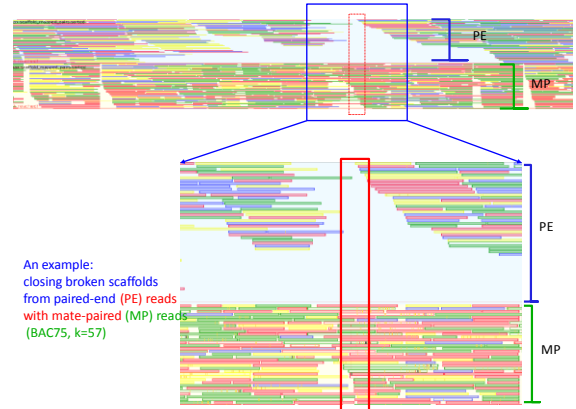 PE
MP
PE
An example:
closing broken scaffolds
from paired-end (PE) reads
with mate-paired (MP) reads
(BAC75, k=57)
MP